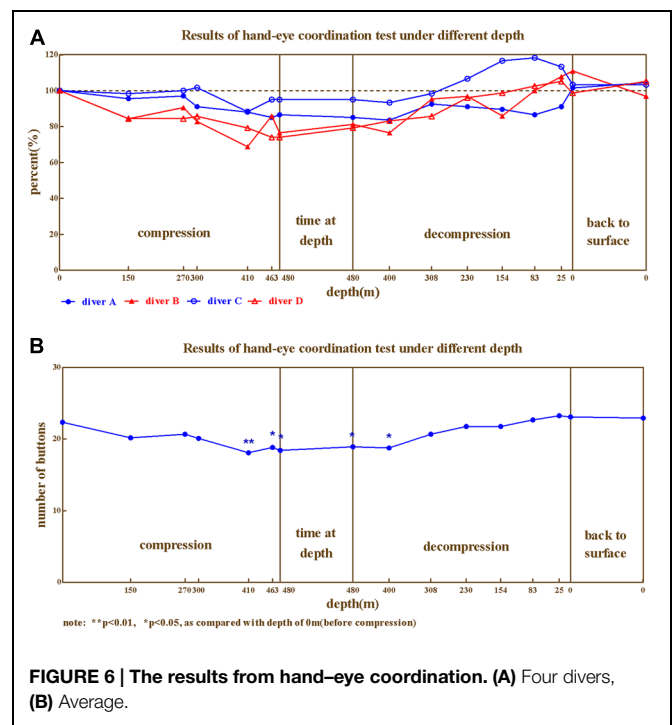 A
Results of hand-eye coordination test under different depth
120
100
80
60
40
20
0
percent(%)
compression
time at
depth
decompression
back to
surface
0 150 270 300 410 463 480 480 400 308 230 154 83 25 0 0
depth(m)
diver A diver B diver C diver D
B
Results of hand-eye coordination test under different depth
30
20
10
0
number of buttons
** * * * *
compression
time at
depth
decompression
back to
surface
150 270 300 410 463 480 480 400 308 230 154 83 25 0 0
depth(m)
note: **p<0.01, *p<0.05, as compared with depth of 0m(before compression)
FIGURE 6 | The results from hand–eye coordination. (A) Four divers,
(B) Average.